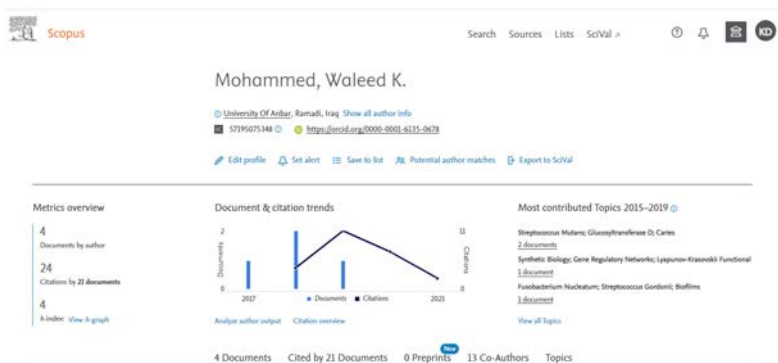 Scopus
Search Sources Lists SciVal ↗
KD
Mohammed, Waleed K.
University Of Anbar, Ramadi, Iraq Show all author info
SC 57195075348 iD https://orcid.org/0000-0001-6135-0678
Edit profile Set alert Save to list Potential author matches Export to SciVal
Metrics overview
4
Documents by author
24
Citations by 21 documents
4
h-index: View h-graph
Document & citation trends
2
Documents
0
11
Citations
0
2017
2021
Documents Citations
Analyze author output Citation overview
Most contributed Topics 2015–2019
Streptococcus Mutans; Glucosyltransferase D; Caries
2 documents
Synthetic Biology; Gene Regulatory Networks; Lyapunov-Krasovskii Functional
1 document
Fusobacterium Nucleatum; Streptococcus Gordonii; Biofilms
1 document
View all Topics
New
4 Documents Cited by 21 Documents 0 Preprints 13 Co-Authors Topics